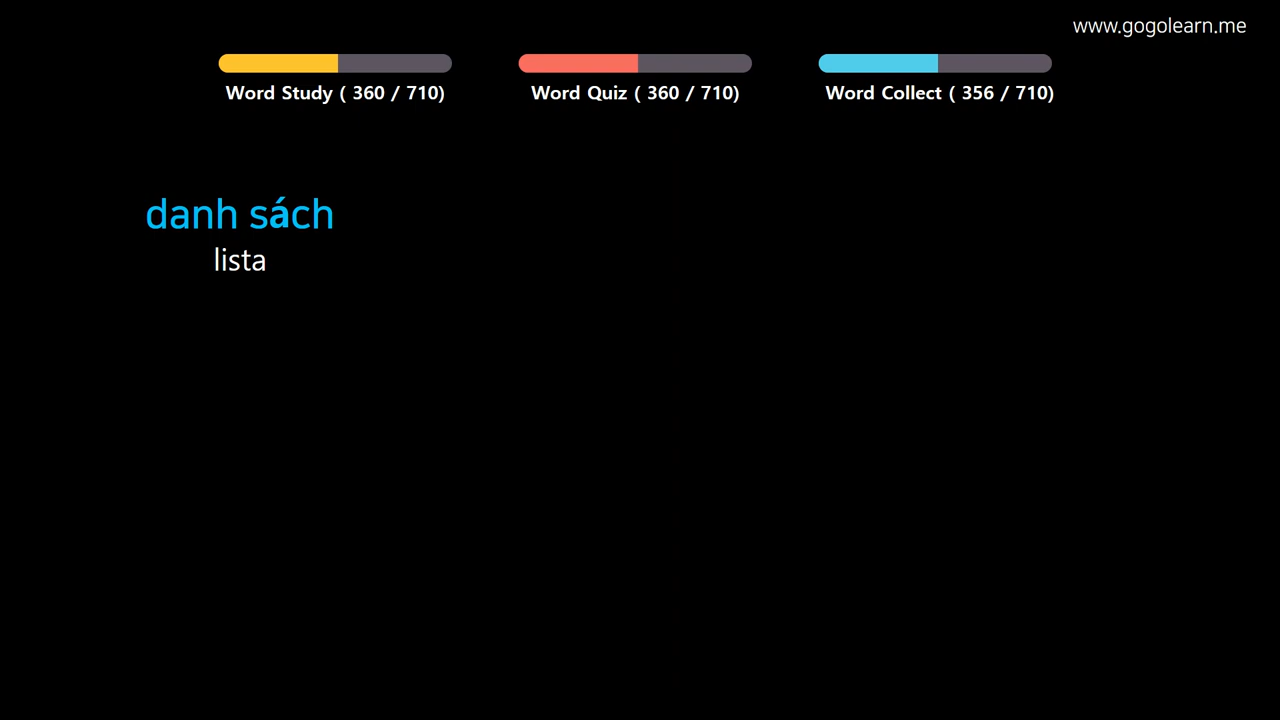 www.gogolearn.me
Word Study ( 360 / 710)
Word Quiz ( 360 / 710)
Word Collect ( 356 / 710)
danh sách
lista